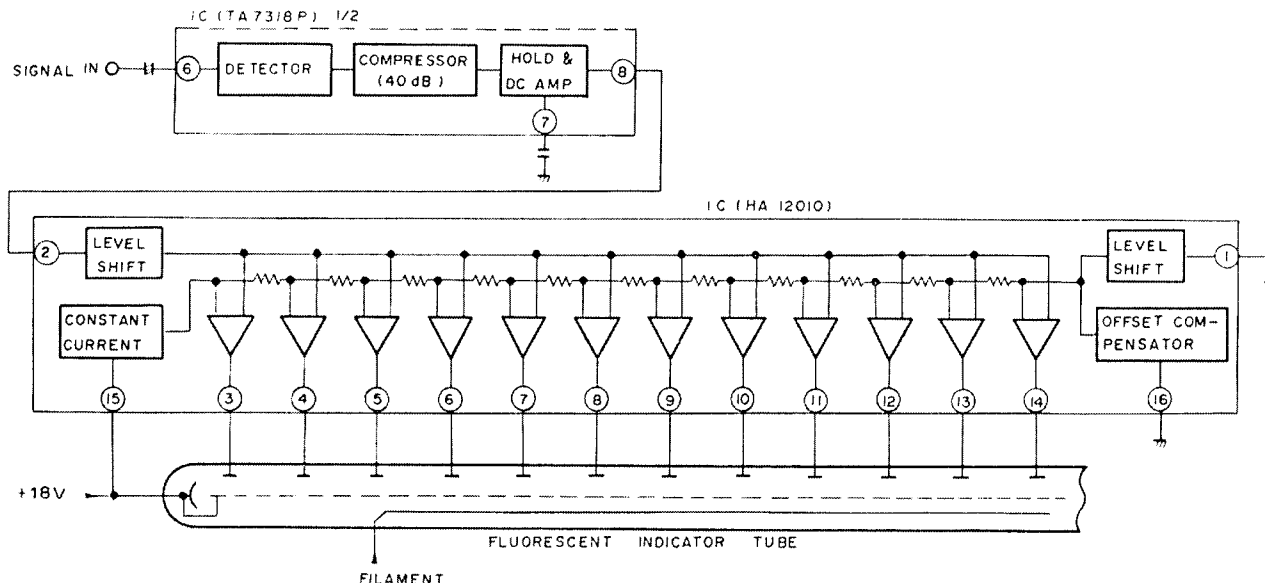 IC (TA7318P) 1/2
SIGNAL IN
6
DETECTOR
COMPRESSOR
(40 dB)
HOLD &
DC AMP
8
7
IC (HA 12010)
2
LEVEL
SHIFT
LEVEL
SHIFT
1
CONSTANT
CURRENT
OFFSET COM-
PENSATOR
15
3
4
5
6
7
8
9
10
11
12
13
14
16
+18V
FLUORESCENT INDICATOR TUBE
FILAMENT